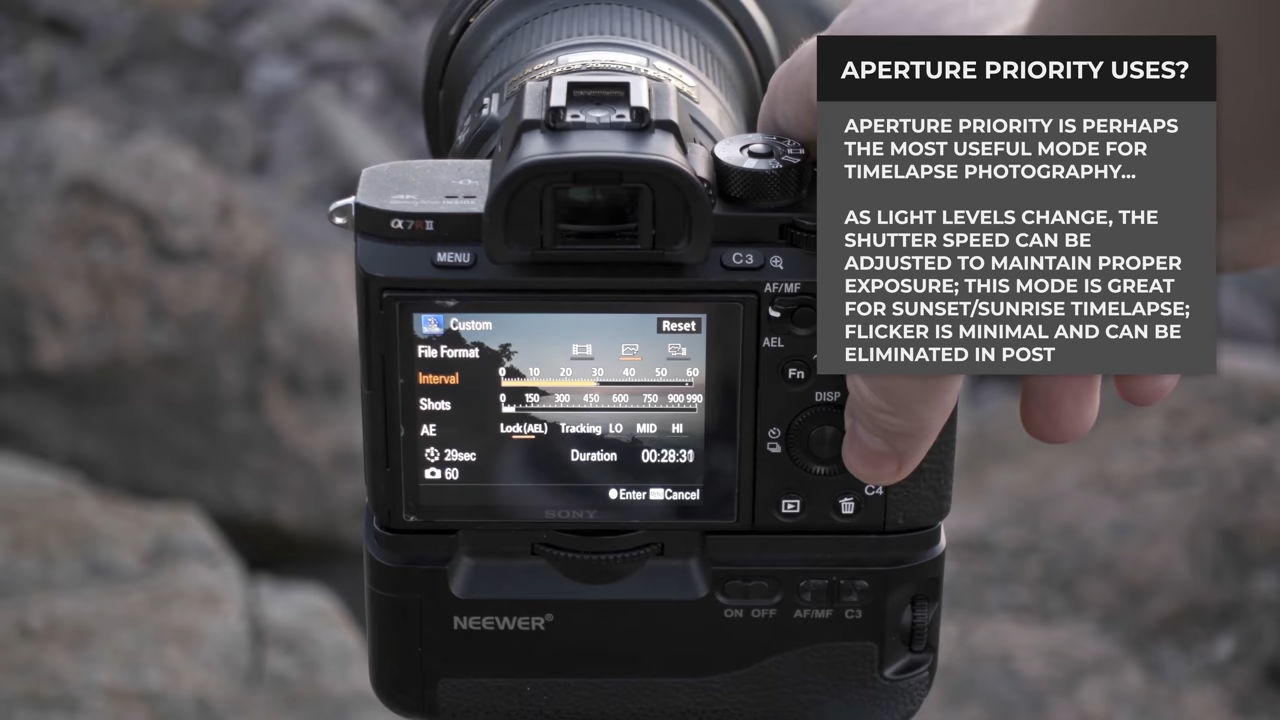 APERTURE PRIORITY USES?
APERTURE PRIORITY IS PERHAPS
THE MOST USEFUL MODE FOR
TIMELAPSE PHOTOGRAPHY...
AS LIGHT LEVELS CHANGE, THE
SHUTTER SPEED CAN BE
ADJUSTED TO MAINTAIN PROPER
EXPOSURE; THIS MODE IS GREAT
FOR SUNSET/SUNRISE TIMELAPSE;
FLICKER IS MINIMAL AND CAN BE
ELIMINATED IN POST
4K
α7RII
MENU
C3
AF/MF
AEL
Fn
DISP
C4
Custom Reset
File Format
Interval 0 10 20 30 40 50 60
Shots 0 150 300 450 600 750 900 990
AE Lock(AEL) Tracking LO MID HI
29sec Duration
60
Enter Cancel
SONY
NEEWER®
ON OFF AF/MF C3